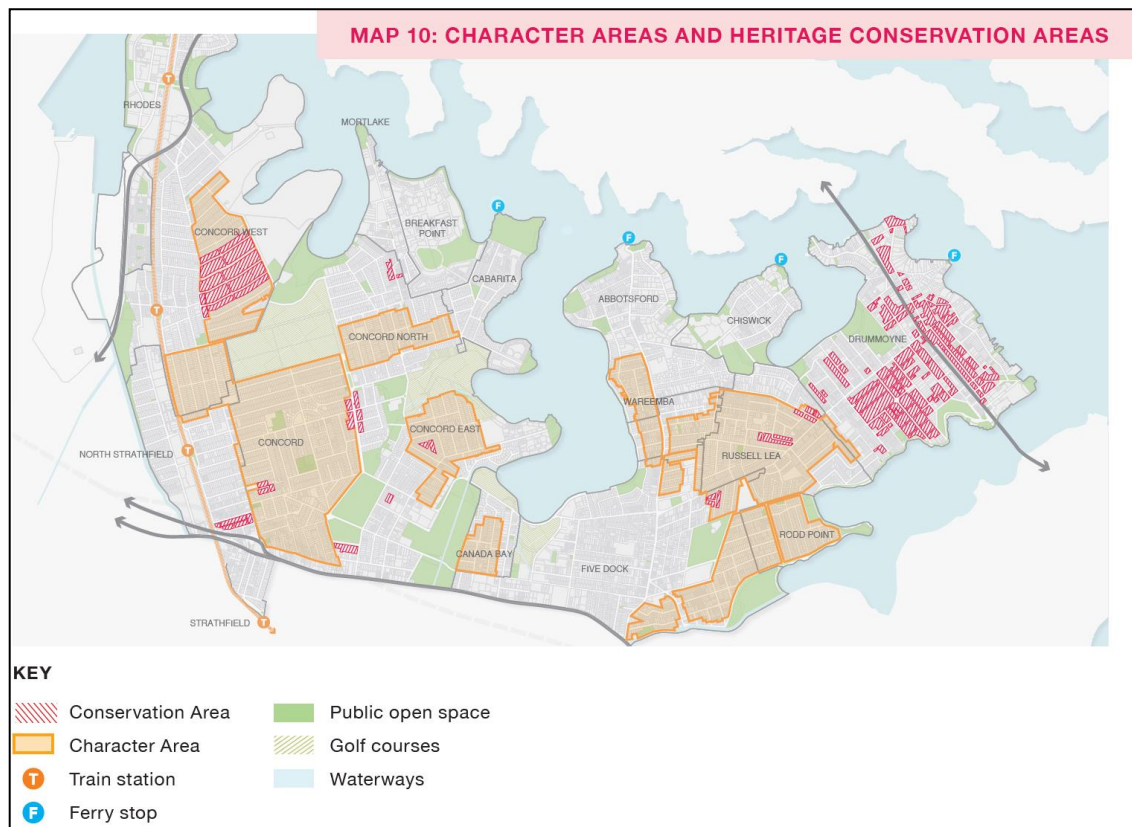 MAP 10: CHARACTER AREAS AND HERITAGE CONSERVATION AREAS
T
RHODES
MORTLAKE
F
BREAKFAST
POINT
CONCORD WEST
F
F
F
CABARITA
ABBOTSFORD
CHISWICK
T
CONCORD NORTH
DRUMMOYNE
WAREEMBA
CONCORD EAST
CONCORD
NORTH STRATHFIELD
T
RUSSELL LEA
RODD POINT
CANADA BAY
FIVE DOCK
STRATHFIELD
T
KEY
Conservation Area
Character Area
T Train station
F Ferry stop
Public open space
Golf courses
Waterways